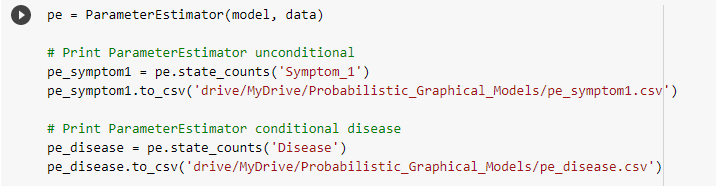 pe = ParameterEstimator(model, data)
# Print ParameterEstimator unconditional
pe_symptom1 = pe.state_counts('Symptom_1')
pe_symptom1.to_csv('drive/MyDrive/Probabilistic_Graphical_Models/pe_symptom1.csv')
# Print ParameterEstimator conditional disease
pe_disease = pe.state_counts('Disease')
pe_disease.to_csv('drive/MyDrive/Probabilistic_Graphical_Models/pe_disease.csv')